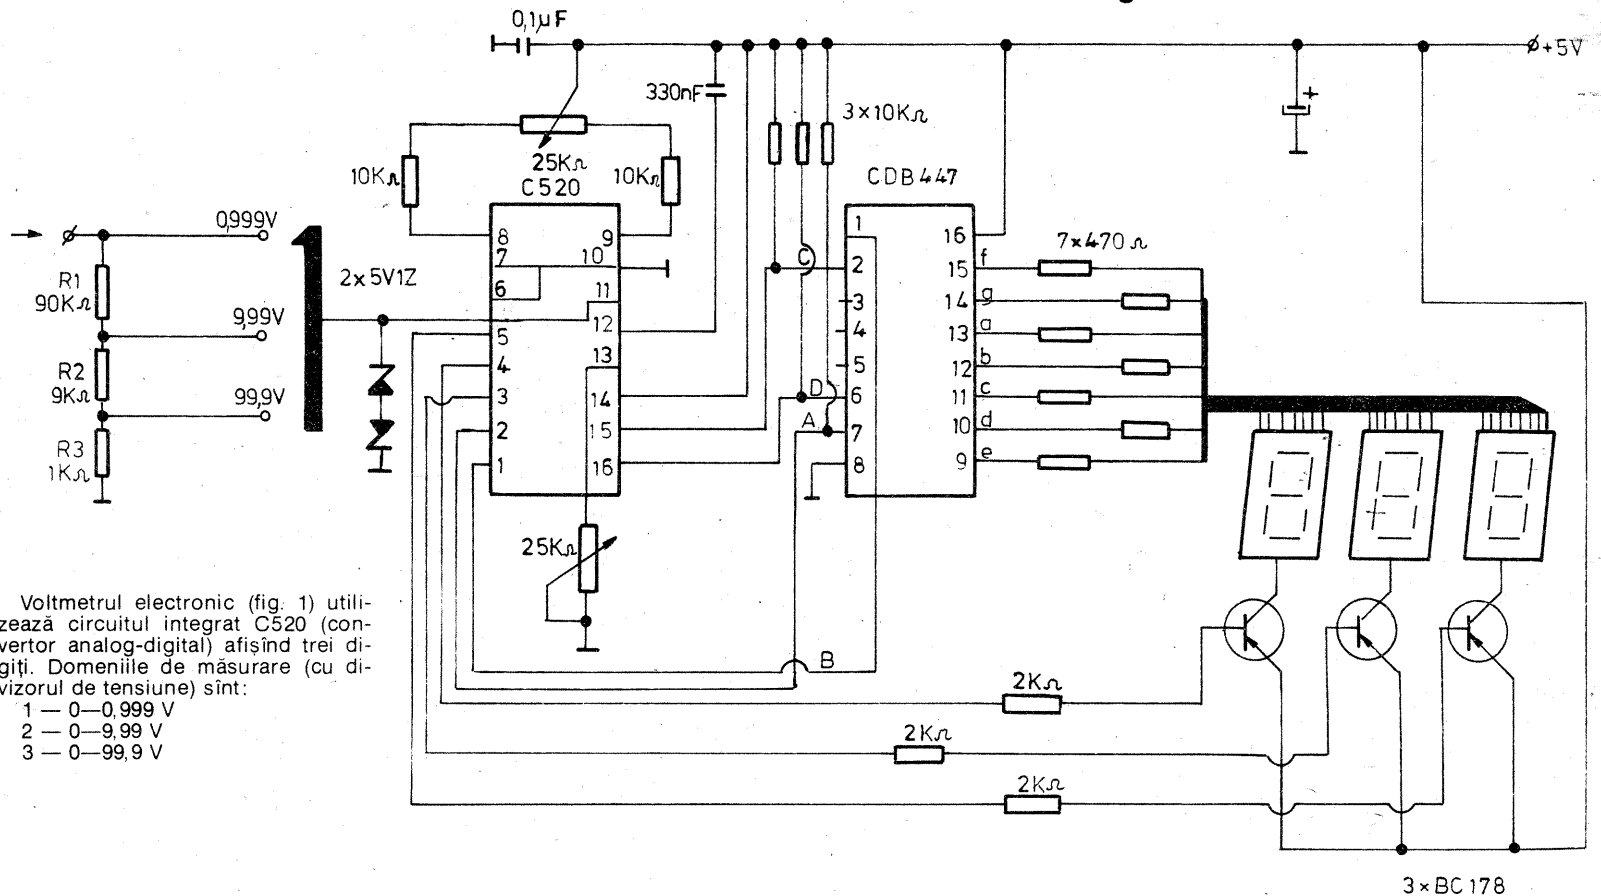 0,1µF
+5V
330nF
3×10KΩ
25KΩ
10KΩ
10KΩ
C520
CDB447
0,999V
R1
90KΩ
9,99V
R2
9KΩ
99,9V
R3
1KΩ
2x5V1Z
8
7
6
5
4
3
2
1
9
10
11
12
13
14
15
16
C
D
A
B
1
2
3
4
5
6
7
8
16
15
14
13
12
11
10
9
f
g
a
b
c
d
e
7×470Ω
25KΩ
2KΩ
2KΩ
2KΩ
3×BC178
Voltmetrul electronic (fig. 1) utili-
zează circuitul integrat C520 (con-
vertor analog-digital) afişînd trei di-
giţi. Domeniile de măsurare (cu di-
vizorul de tensiune) sînt:
1 — 0—0,999 V
2 — 0—9,99 V
3 — 0—99,9 V